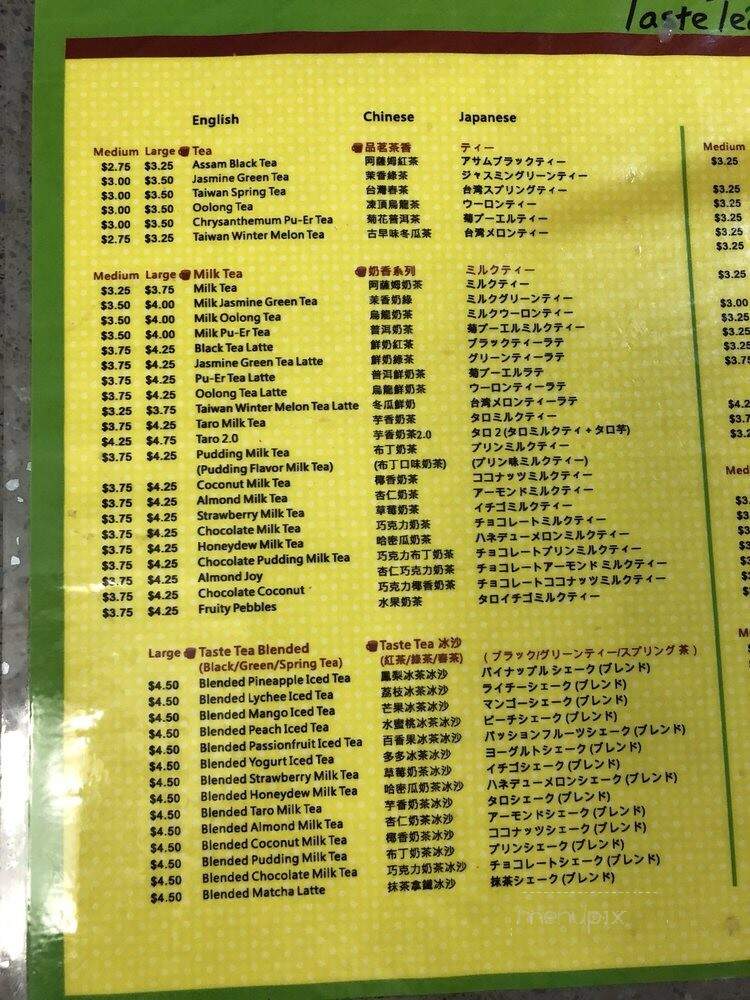 Taste Tea
English Chinese Japanese
Medium Large Tea 品茗茶香 ティー
$2.75 $3.25 Assam Black Tea 阿薩姆紅茶 アサムブラックティー
$3.00 $3.50 Jasmine Green Tea 茉香綠茶 ジャスミングリーンティー
$3.00 $3.50 Taiwan Spring Tea 台灣春茶 台湾スプリングティー
$3.00 $3.50 Oolong Tea 凍頂烏龍茶 ウーロンティー
$3.00 $3.50 Chrysanthemum Pu-Er Tea 菊花普洱茶 菊プーエルティー
$2.75 $3.25 Taiwan Winter Melon Tea 古早味冬瓜茶 台湾メロンティー
Medium Large Milk Tea 奶香系列 ミルクティー
$3.25 $3.75 Milk Tea 阿薩姆奶茶 ミルクティー
$3.50 $4.00 Milk Jasmine Green Tea 茉香奶綠 ミルクグリーンティー
$3.50 $4.00 Milk Oolong Tea 烏龍奶茶 ミルクウーロンティー
$3.50 $4.00 Milk Pu-Er Tea 普洱奶茶 菊プーエルミルクティー
$3.75 $4.25 Black Tea Latte 鮮奶紅茶 ブラックティーラテ
$3.75 $4.25 Jasmine Green Tea Latte 鮮奶綠茶 グリーンティーラテ
$3.75 $4.25 Pu-Er Tea Latte 普洱鮮奶茶 菊プーエルラテ
$3.75 $4.25 Oolong Tea Latte 烏龍鮮奶茶 ウーロンティーラテ
$3.25 $3.75 Taiwan Winter Melon Tea Latte 冬瓜鮮奶 台湾メロンティーラテ
$3.75 $4.25 Taro Milk Tea 芋香奶茶 タロミルクティー
$4.25 $4.75 Taro 2.0 芋香奶茶2.0 タロ2(タロミルクティ+タロ芋)
$3.75 $4.25 Pudding Milk Tea 布丁奶茶 プリンミルクティー
(Pudding Flavor Milk Tea) (布丁口味奶茶) (プリン味ミルクティー)
$3.75 $4.25 Coconut Milk Tea 椰香奶茶 ココナッツミルクティー
$3.75 $4.25 Almond Milk Tea 杏仁奶茶 アーモンドミルクティー
$3.75 $4.25 Strawberry Milk Tea 草莓奶茶 イチゴミルクティー
$3.75 $4.25 Chocolate Milk Tea 巧克力奶茶 チョコレートミルクティー
$3.75 $4.25 Honeydew Milk Tea 哈密瓜奶茶 ハネデューメロンミルクティー
$3.75 $4.25 Chocolate Pudding Milk Tea 巧克力布丁奶茶 チョコレートプリンミルクティー
$3.75 $4.25 Almond Joy 杏仁巧克力奶茶 チョコレートアーモンド ミルクティー
$3.75 $4.25 Chocolate Coconut 巧克力椰香奶茶 チョコレートココナッツミルクティー
$3.75 $4.25 Fruity Pebbles 水果奶茶 タロイチゴミルクティー
Large Taste Tea Blended Taste Tea 冰沙
(Black/Green/Spring Tea) (紅茶/綠茶/春茶) (ブラック/グリーンティー/スプリング 茶)
$4.50 Blended Pineapple Iced Tea 鳳梨冰茶冰沙 パイナップル シェーク(ブレンド)
$4.50 Blended Lychee Iced Tea 荔枝冰茶冰沙 ライチーシェーク(ブレンド)
$4.50 Blended Mango Iced Tea 芒果冰茶冰沙 マンゴーシェーク(ブレンド)
$4.50 Blended Peach Iced Tea 水蜜桃冰茶冰沙 ピーチシェーク(ブレンド)
$4.50 Blended Passionfruit Iced Tea 百香果冰茶冰沙 パッションフルーツシェーク(ブレンド)
$4.50 Blended Yogurt Iced Tea 多多冰茶冰沙 ヨーグルトシェーク(ブレンド)
$4.50 Blended Strawberry Milk Tea 草莓奶茶冰沙 イチゴシェーク(ブレンド)
$4.50 Blended Honeydew Milk Tea 哈密瓜奶茶冰沙 ハネデューメロンシェーク(ブレンド)
$4.50 Blended Taro Milk Tea 芋香奶茶冰沙 タロシェーク(ブレンド)
$4.50 Blended Almond Milk Tea 杏仁奶茶冰沙 アーモンドシェーク(ブレンド)
$4.50 Blended Coconut Milk Tea 椰香奶茶冰沙 ココナッツシェーク(ブレンド)
$4.50 Blended Pudding Milk Tea 布丁奶茶冰沙 プリンシェーク(ブレンド)
$4.50 Blended Chocolate Milk Tea 巧克力奶茶冰沙 チョコレートシェーク(ブレンド)
$4.50 Blended Matcha Latte 抹茶拿鐵冰沙 抹茶シェーク(ブレンド)
Medium
$3.25
$3.25
$3.25
$3.25
$3.25
$3.25
$3.00
$3.25
$3.25
$3.25
menupix